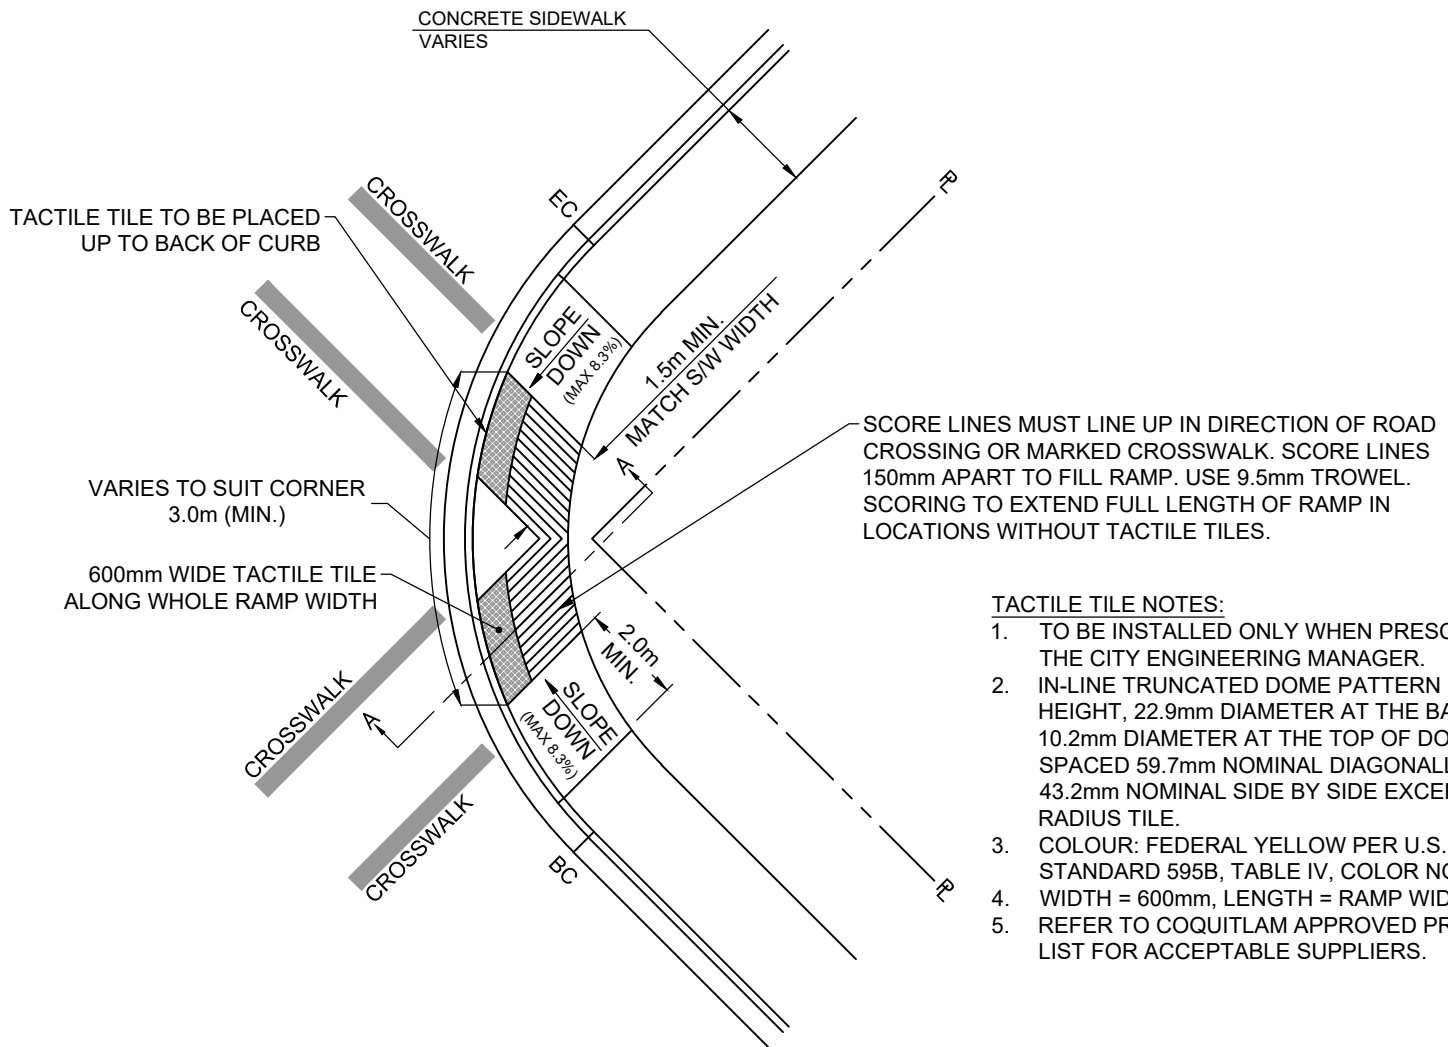 CONCRETE SIDEWALK
VARIES
CROSSWALK
TACTILE TILE TO BE PLACED
UP TO BACK OF CURB
EC
PL
CROSSWALK
SLOPE
DOWN
(MAX 8.3%)
1.5m MIN.
MATCH S/W WIDTH
A
SCORE LINES MUST LINE UP IN DIRECTION OF ROAD
CROSSING OR MARKED CROSSWALK. SCORE LINES
150mm APART TO FILL RAMP. USE 9.5mm TROWEL.
SCORING TO EXTEND FULL LENGTH OF RAMP IN
LOCATIONS WITHOUT TACTILE TILES.
VARIES TO SUIT CORNER
3.0m (MIN.)
600mm WIDE TACTILE TILE
ALONG WHOLE RAMP WIDTH
2.0m
MIN.
CROSSWALK
A
SLOPE
DOWN
(MAX 8.3%)
CROSSWALK
BC
PL
TACTILE TILE NOTES:
1. TO BE INSTALLED ONLY WHEN
THE CITY ENGINEERING MANAGER.
2. IN-LINE TRUNCATED DOME PATTERN
HEIGHT, 22.9mm DIAMETER AT THE
10.2mm DIAMETER AT THE TOP OF
SPACED 59.7mm NOMINAL
43.2mm NOMINAL SIDE BY SIDE
RADIUS TILE.
3. COLOUR: FEDERAL YELLOW PER U.S.
STANDARD 595B, TABLE IV, COLOR
4. WIDTH = 600mm, LENGTH = RAMP
5. REFER TO COQUITLAM APPROVED
LIST FOR ACCEPTABLE SUPPLIERS.